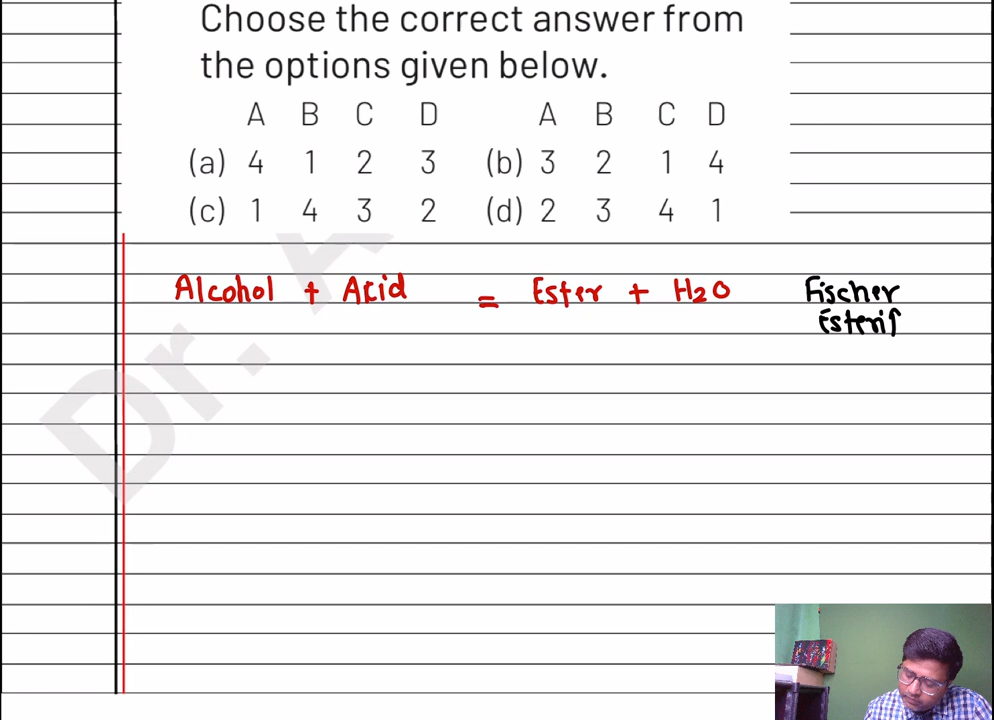 Choose the correct answer from
the options given below.
A B C D A B C D
(a) 4 1 2 3 (b) 3 2 1 4
(c) 1 4 3 2 (d) 2 3 4 1
Alcohol + Acid = Ester + H2O Fischer
Esterif
Dr. A